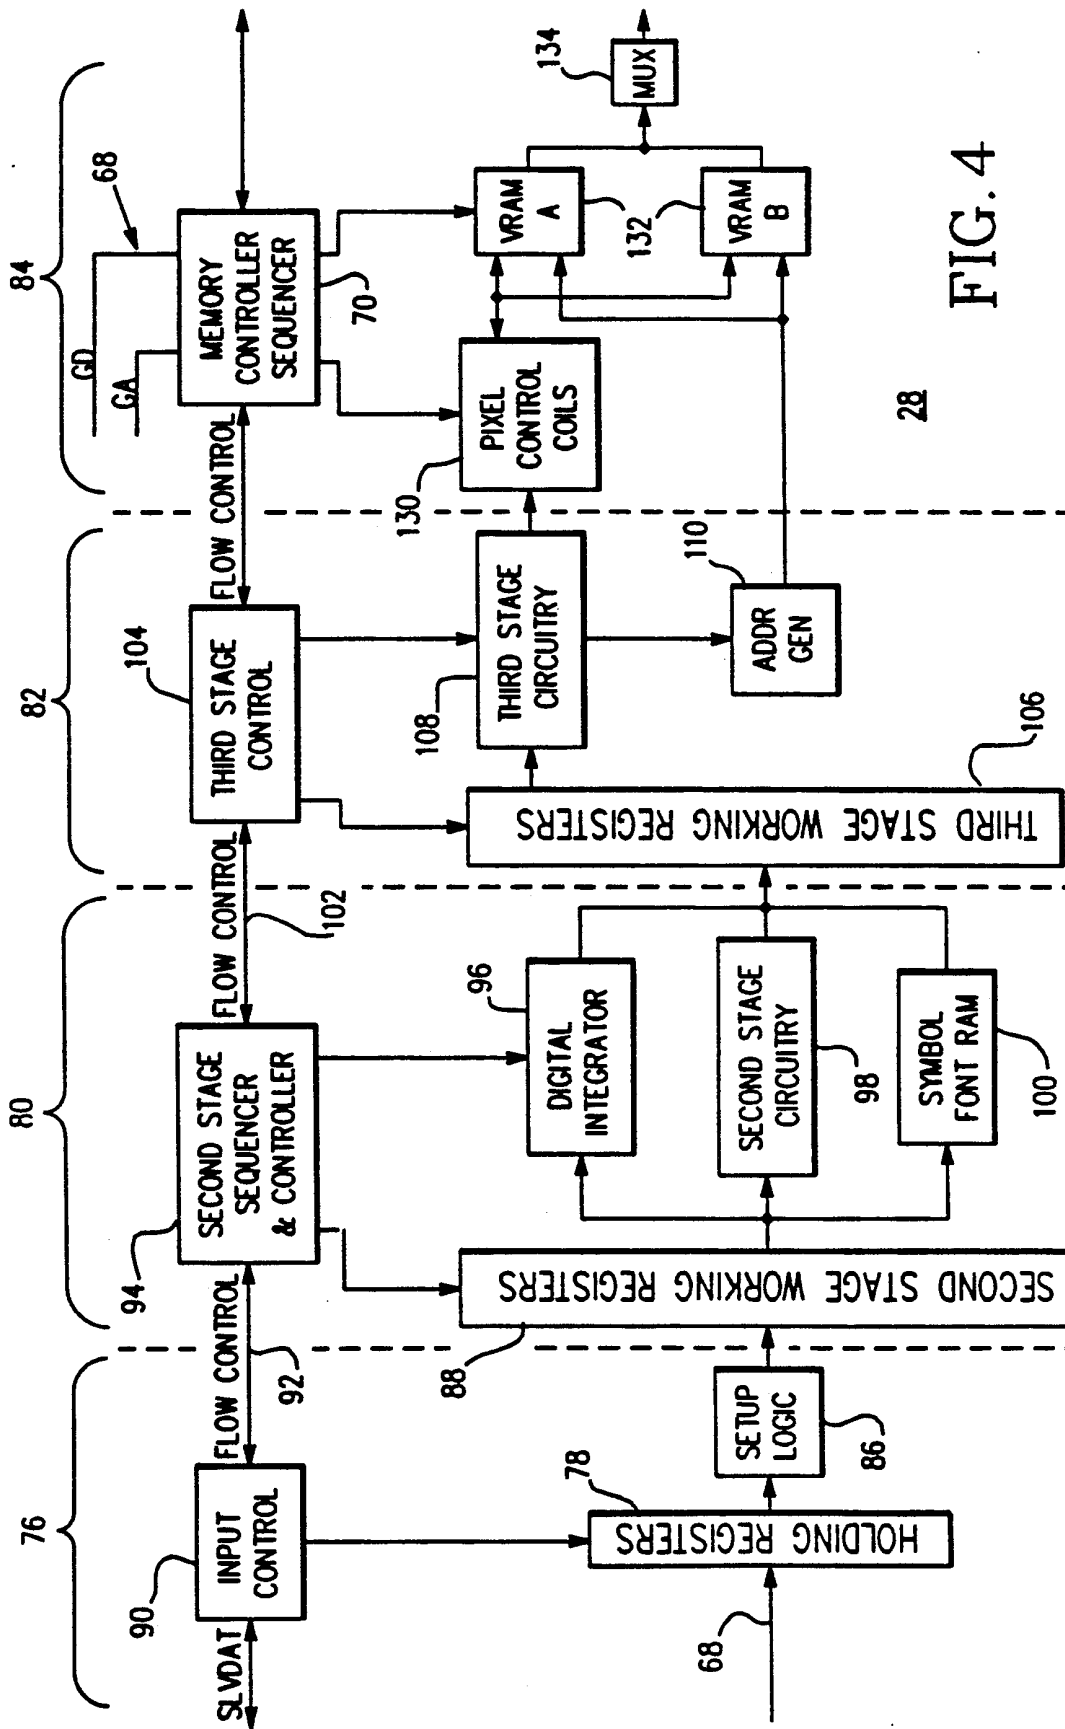 76
80
82
84
SLVDAT
90
INPUT
CONTROL
FLOW CONTROL
92
94
SECOND STAGE
SEQUENCER
& CONTROLLER
FLOW CONTROL
102
104
THIRD STAGE
CONTROL
FLOW CONTROL
GD
GA
68
MEMORY
CONTROLLER
SEQUENCER
70
68
78
HOLDING REGISTERS
SETUP
LOGIC
86
88
SECOND STAGE WORKING REGISTERS
96
DIGITAL
INTEGRATOR
SECOND STAGE
CIRCUITRY
98
SYMBOL
FONT RAM
100
THIRD STAGE WORKING REGISTERS
106
108
THIRD STAGE
CIRCUITRY
110
ADDR
GEN
130
PIXEL
CONTROL
COILS
VRAM
A
132
VRAM
B
134
MUX
28
FIG. 4